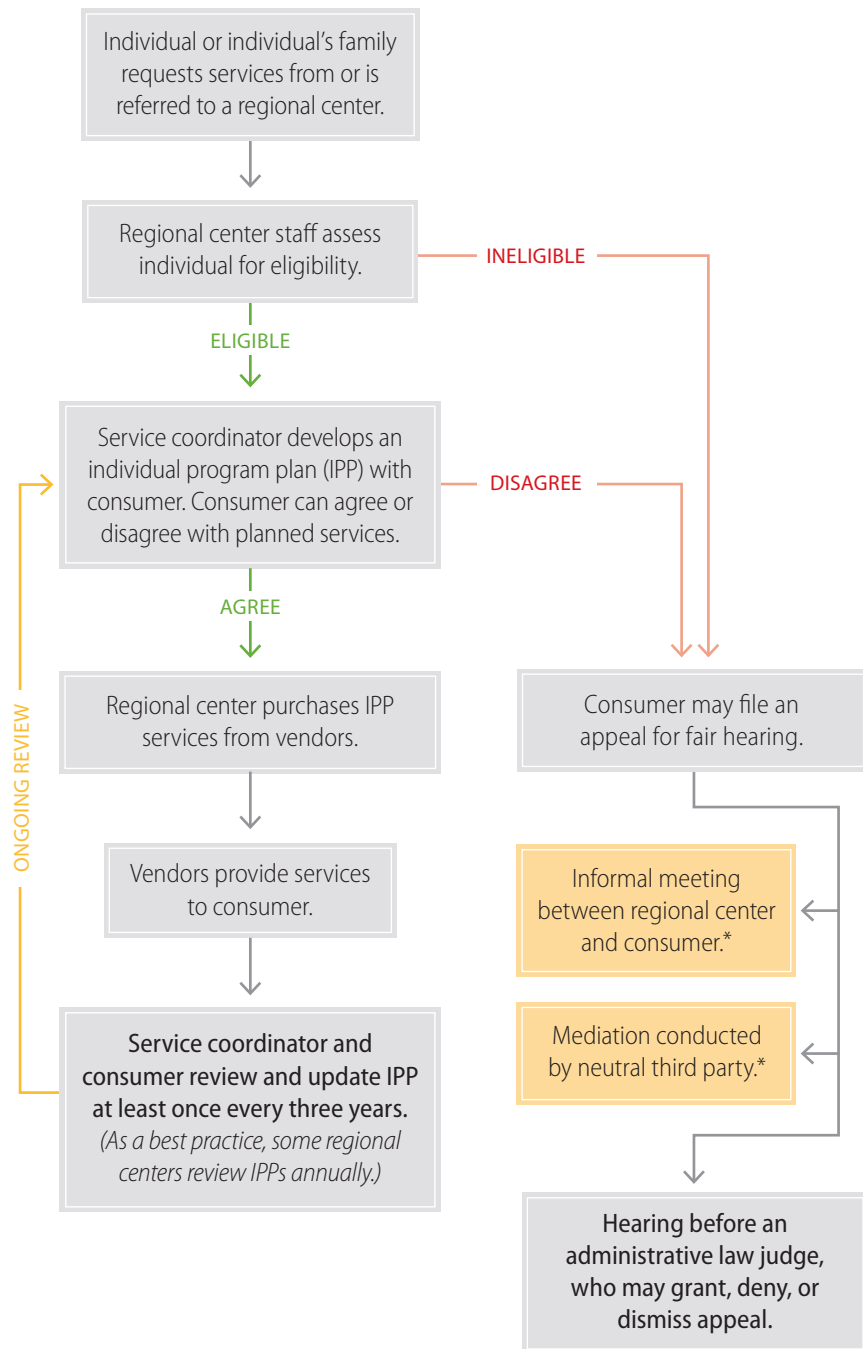 Individual or individual’s family
requests services from or is
referred to a regional center.
Regional center staff assess
individual for eligibility.
INELIGIBLE
ELIGIBLE
Service coordinator develops an
individual program plan (IPP) with
consumer. Consumer can agree or
disagree with planned services.
DISAGREE
AGREE
Regional center purchases IPP
services from vendors.
Consumer may file an
appeal for fair hearing.
ONGOING REVIEW
Vendors provide services
to consumer.
Informal meeting
between regional center
and consumer.*
Mediation conducted
by neutral third party.*
Service coordinator and
consumer review and update IPP
at least once every three years.
(As a best practice, some regional
centers review IPPs annually.)
Hearing before an
administrative law judge,
who may grant, deny, or
dismiss appeal.